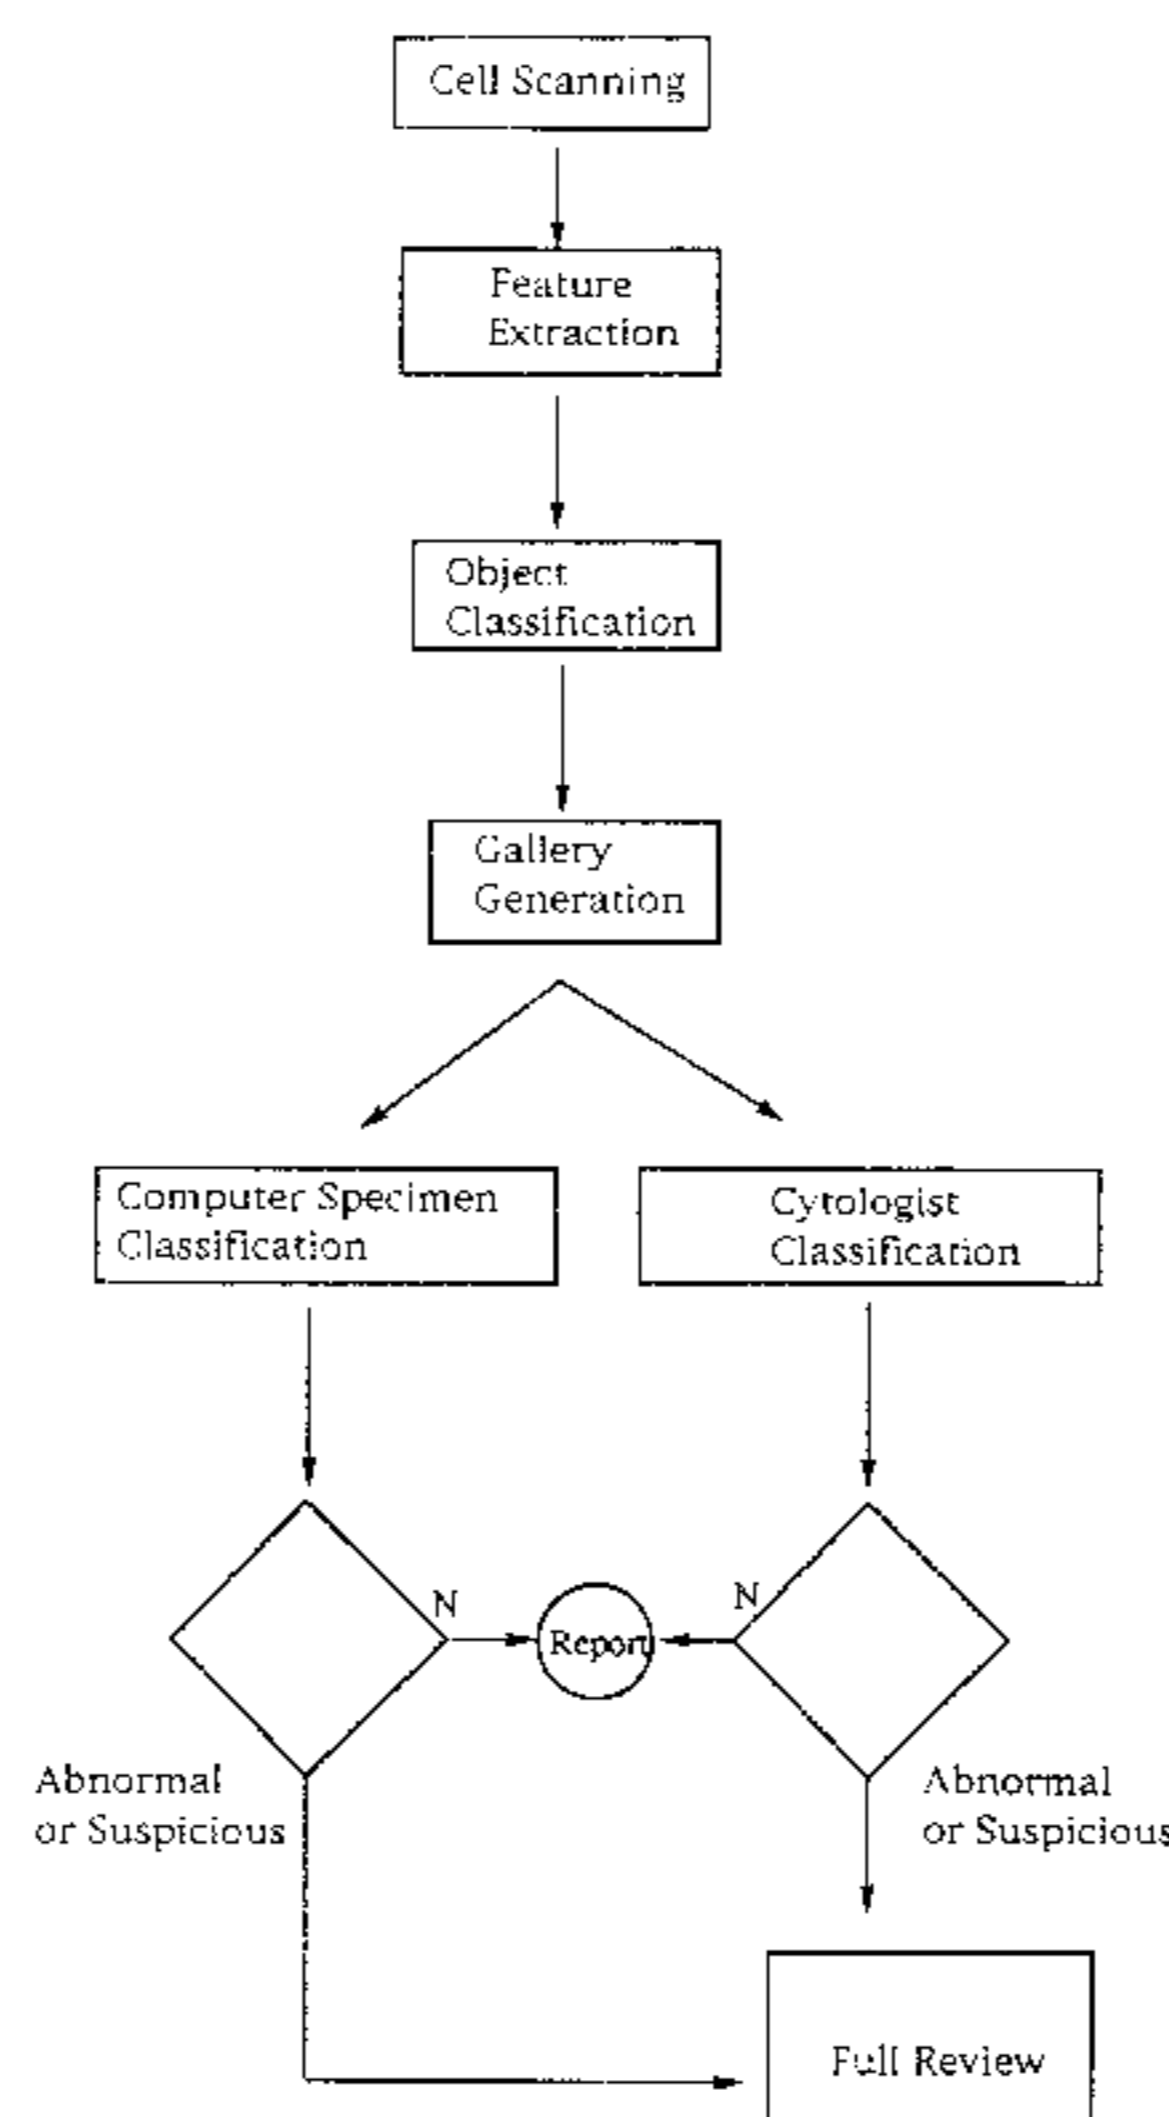 Cell Scanning
Feature
Extraction
Object
Classification
Gallery
Generation
Computer Specimen
Classification
Cytologist
Classification
N
N
Report
Abnormal
or Suspicious
Abnormal
or Suspicious
Full Review